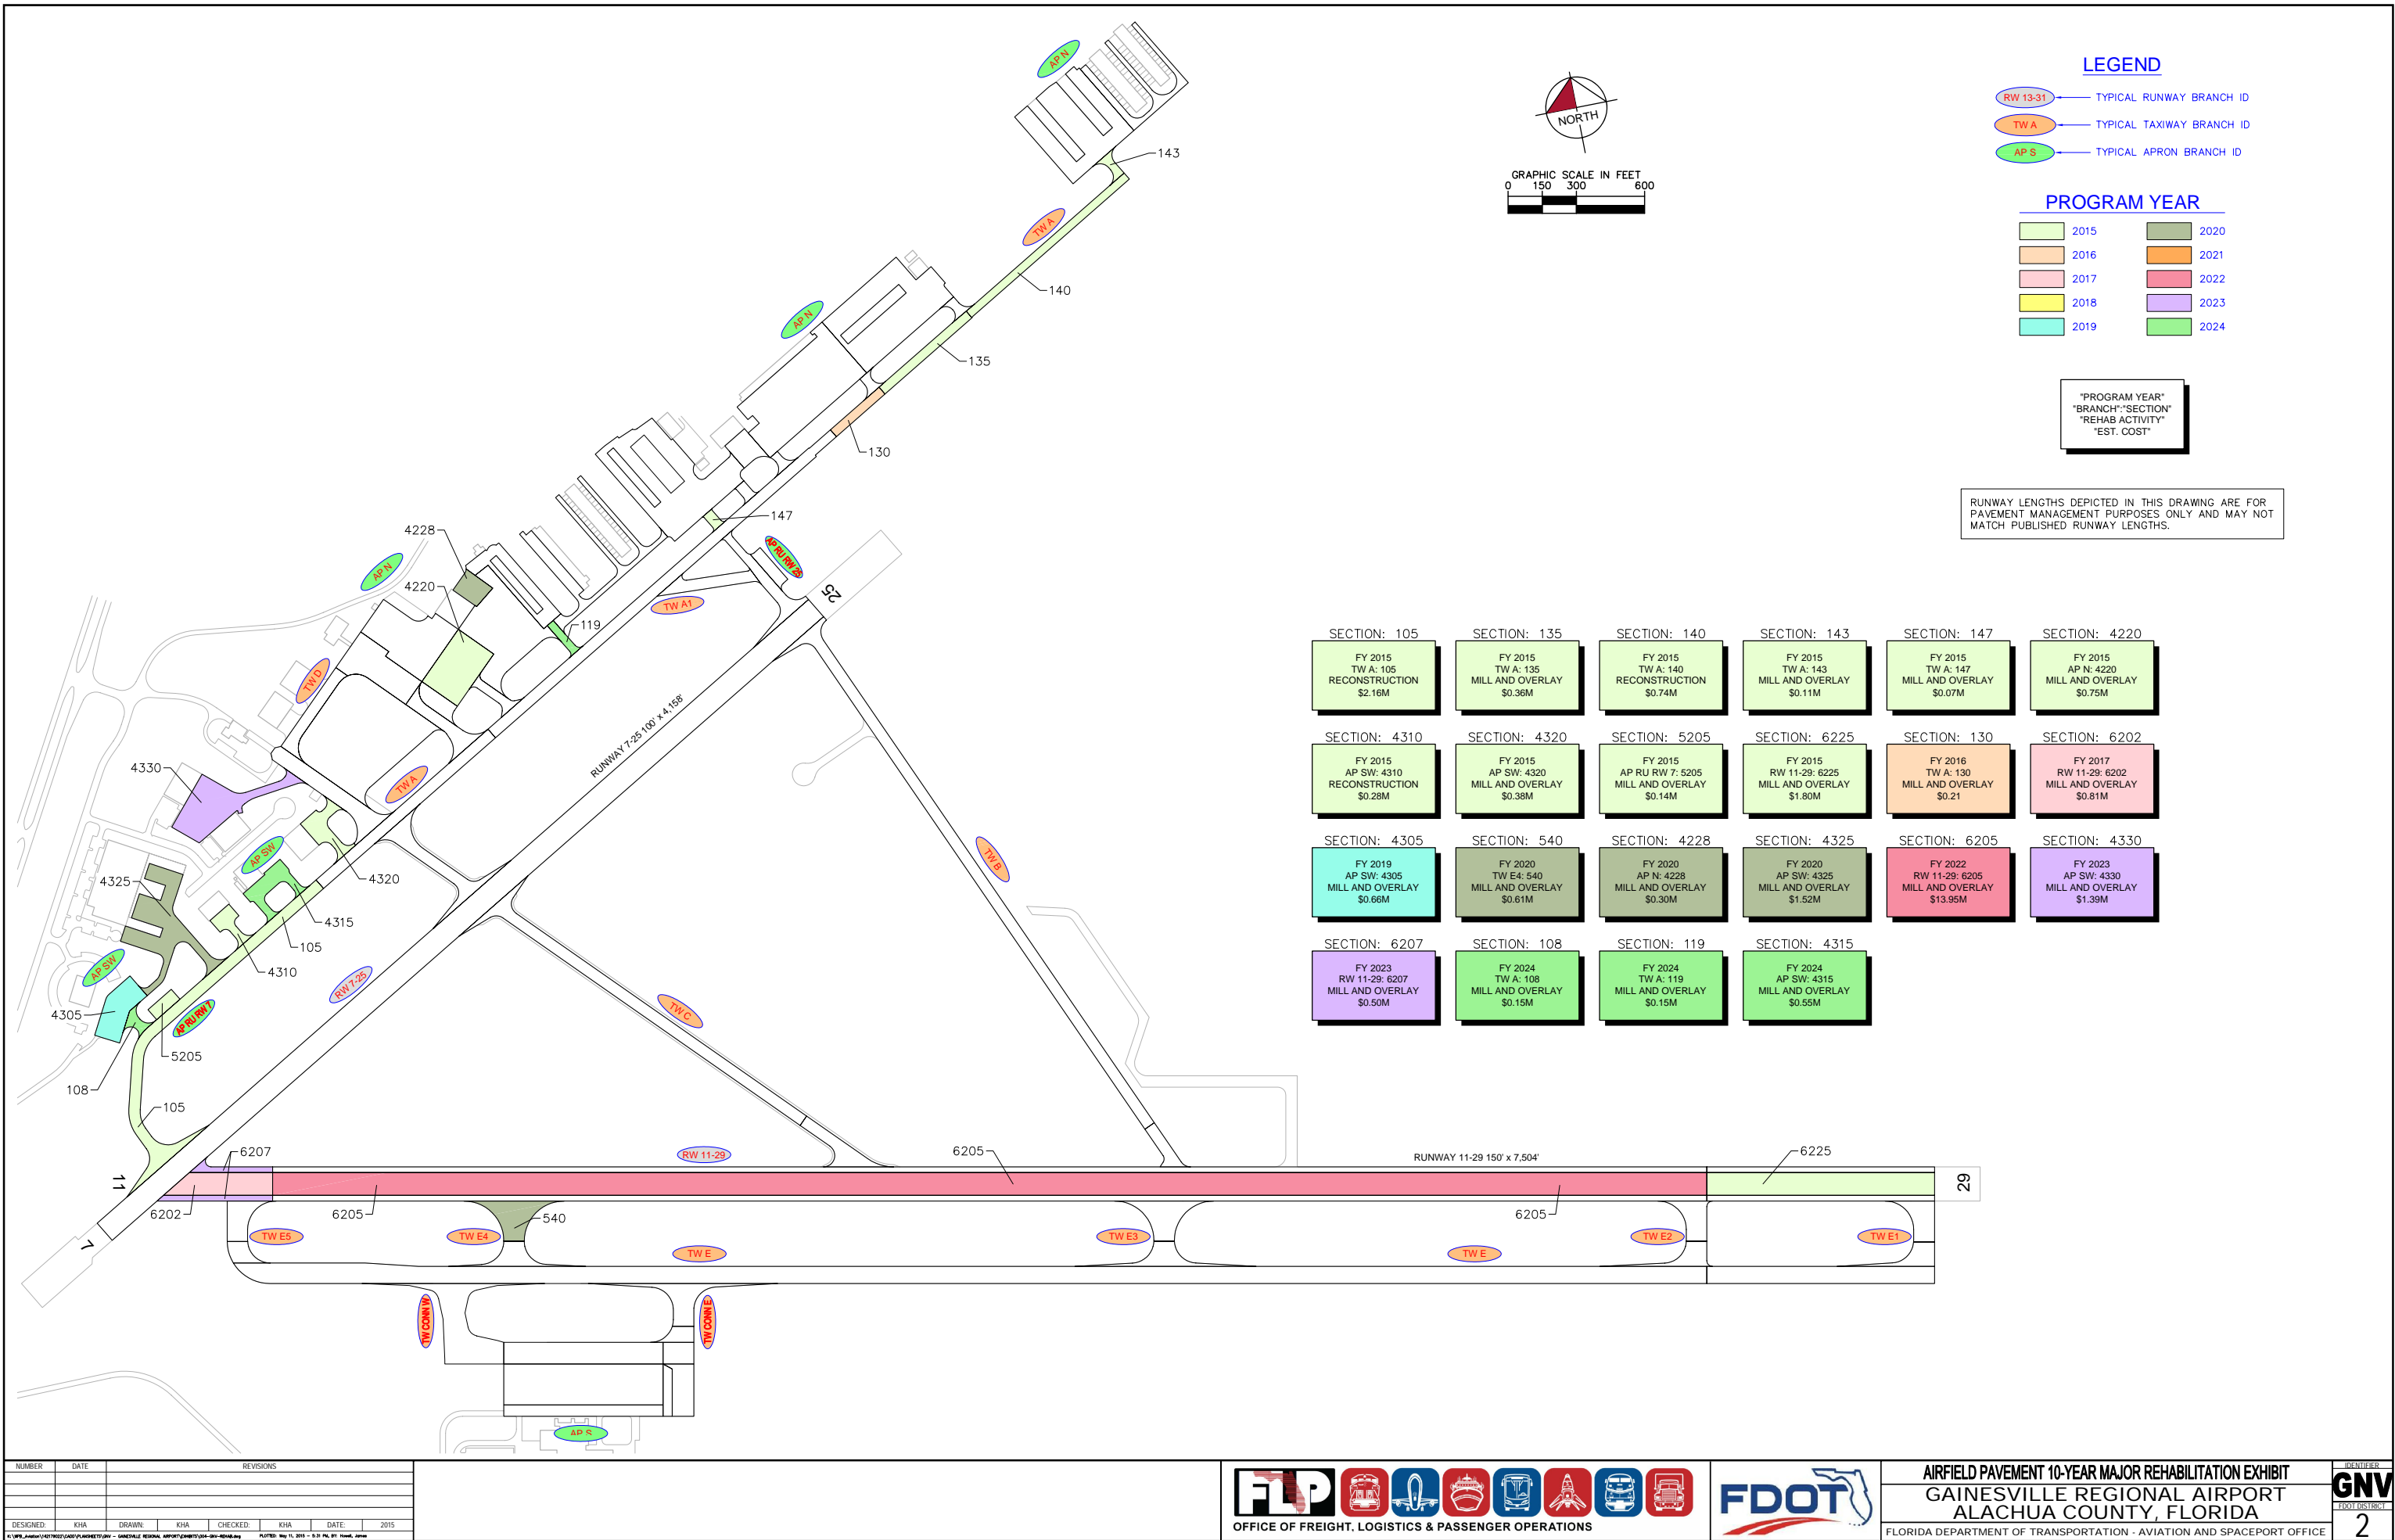 LEGEND
RW 13-31 TYPICAL RUNWAY BRANCH ID
TW A TYPICAL TAXIWAY BRANCH ID
AP S TYPICAL APRON BRANCH ID
PROGRAM YEAR
2015 2020
2016 2021
2017 2022
2018 2023
2019 2024
"PROGRAM YEAR"
"BRANCH":"SECTION"
"REHAB ACTIVITY"
"EST. COST"
RUNWAY LENGTHS DEPICTED IN THIS DRAWING ARE FOR
PAVEMENT MANAGEMENT PURPOSES ONLY AND MAY NOT
MATCH PUBLISHED RUNWAY LENGTHS.
NORTH
GRAPHIC SCALE IN FEET
0 150 300 600
AP N
143
TW A
140
AP N
135
130
147
4228
AP RU RW 25
25
AP N
4220
TW A1
119
TW D
RUNWAY 7-25 100' x 4,158'
4330
TW A
TW B
AP SW
4320
4325
4315
105
4310
AP SW
RW 7-25
4305
AP RU RW 7
TW C
5205
108
105
6207
RW 11-29
6205
RUNWAY 11-29 150' x 7,504'
6225
11
29
6202
6205
540
6205
7
TW E5
TW E4
TW E
TW E3
TW E
TW E2
TW E1
TW CONN W
TW CONN E
AP S
SECTION: 105
FY 2015
TW A: 105
RECONSTRUCTION
$2.16M
SECTION: 135
FY 2015
TW A: 135
MILL AND OVERLAY
$0.36M
SECTION: 140
FY 2015
TW A: 140
RECONSTRUCTION
$0.74M
SECTION: 143
FY 2015
TW A: 143
MILL AND OVERLAY
$0.11M
SECTION: 147
FY 2015
TW A: 147
MILL AND OVERLAY
$0.07M
SECTION: 4220
FY 2015
AP N: 4220
MILL AND OVERLAY
$0.75M
SECTION: 4310
FY 2015
AP SW: 4310
RECONSTRUCTION
$0.28M
SECTION: 4320
FY 2015
AP SW: 4320
MILL AND OVERLAY
$0.38M
SECTION: 5205
FY 2015
AP RU RW 7: 5205
MILL AND OVERLAY
$0.14M
SECTION: 6225
FY 2015
RW 11-29: 6225
MILL AND OVERLAY
$1.80M
SECTION: 130
FY 2016
TW A: 130
MILL AND OVERLAY
$0.21
SECTION: 6202
FY 2017
RW 11-29: 6202
MILL AND OVERLAY
$0.81M
SECTION: 4305
FY 2019
AP SW: 4305
MILL AND OVERLAY
$0.66M
SECTION: 540
FY 2020
TW E4: 540
MILL AND OVERLAY
$0.61M
SECTION: 4228
FY 2020
AP N: 4228
MILL AND OVERLAY
$0.30M
SECTION: 4325
FY 2020
AP SW: 4325
MILL AND OVERLAY
$1.52M
SECTION: 6205
FY 2022
RW 11-29: 6205
MILL AND OVERLAY
$13.95M
SECTION: 4330
FY 2023
AP SW: 4330
MILL AND OVERLAY
$1.39M
SECTION: 6207
FY 2023
RW 11-29: 6207
MILL AND OVERLAY
$0.50M
SECTION: 108
FY 2024
TW A: 108
MILL AND OVERLAY
$0.15M
SECTION: 119
FY 2024
TW A: 119
MILL AND OVERLAY
$0.15M
SECTION: 4315
FY 2024
AP SW: 4315
MILL AND OVERLAY
$0.55M
NUMBER DATE REVISIONS
DESIGNED: KHA DRAWN: KHA CHECKED: KHA DATE: 2015
PLOTTED: May 11, 2015 - 5:31 PM, BY: Howell, James
FLP
OFFICE OF FREIGHT, LOGISTICS & PASSENGER OPERATIONS
FDOT
AIRFIELD PAVEMENT 10-YEAR MAJOR REHABILITATION EXHIBIT
GAINESVILLE REGIONAL AIRPORT
ALACHUA COUNTY, FLORIDA
FLORIDA DEPARTMENT OF TRANSPORTATION - AVIATION AND SPACEPORT OFFICE
IDENTIFIER
GNV
FDOT DISTRICT
2